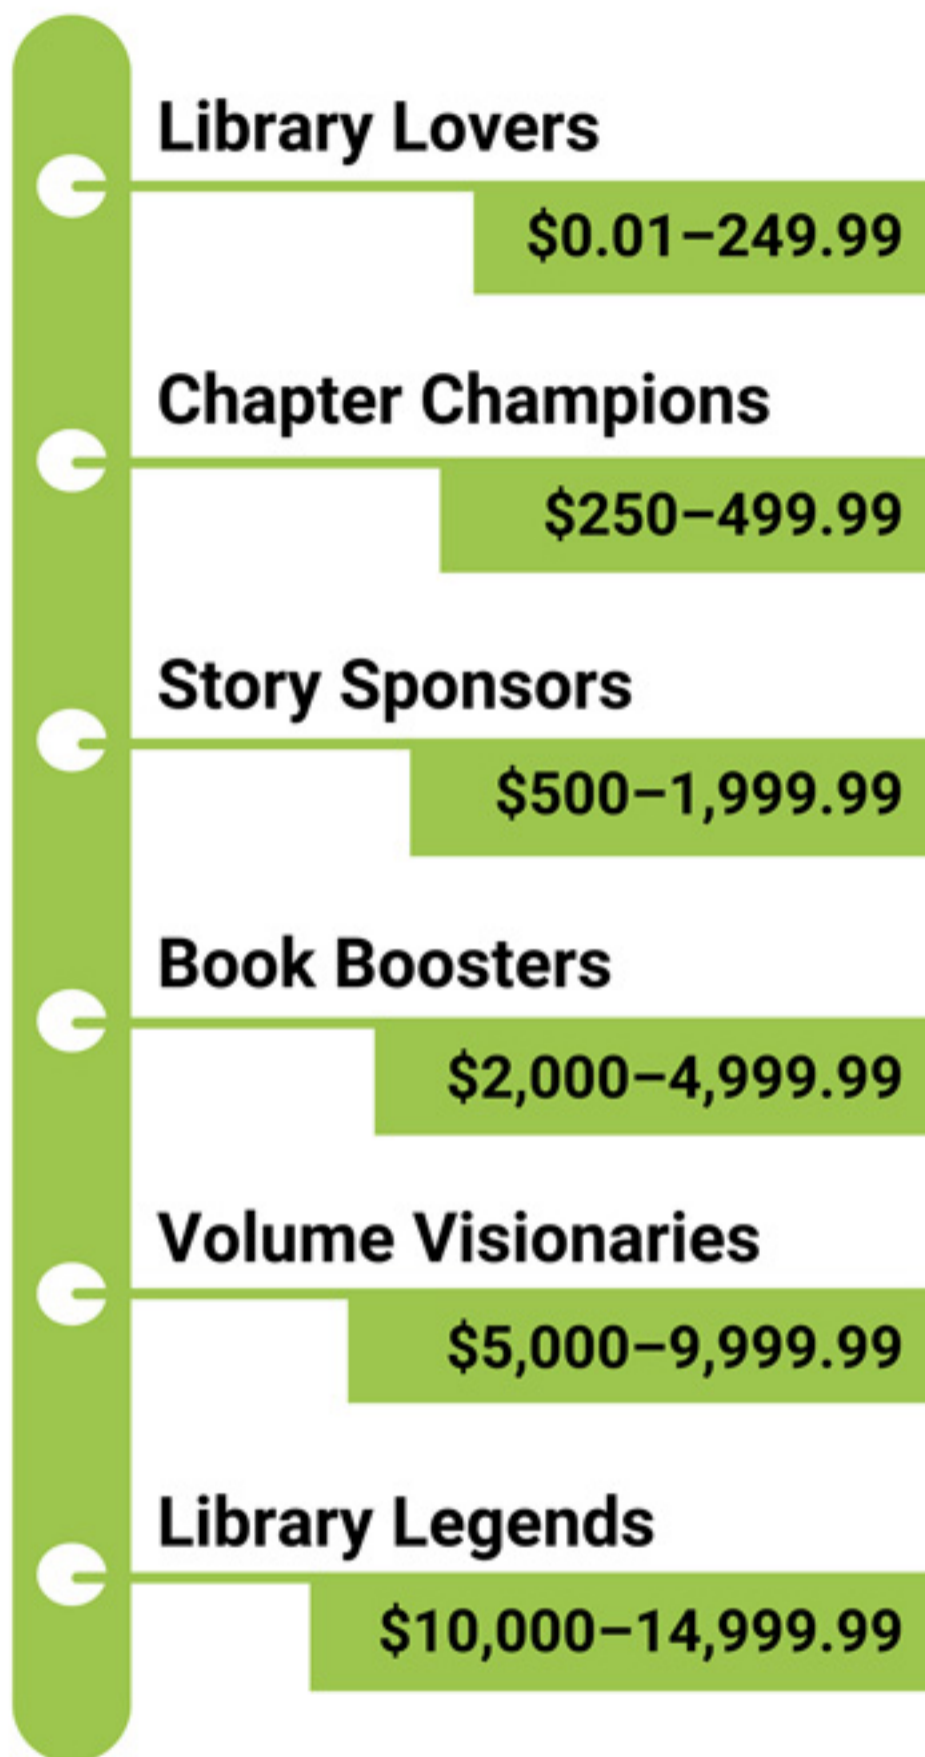 Library Lovers
$0.01–249.99
Chapter Champions
$250–499.99
Story Sponsors
$500–1,999.99
Book Boosters
$2,000–4,999.99
Volume Visionaries
$5,000–9,999.99
Library Legends
$10,000–14,999.99